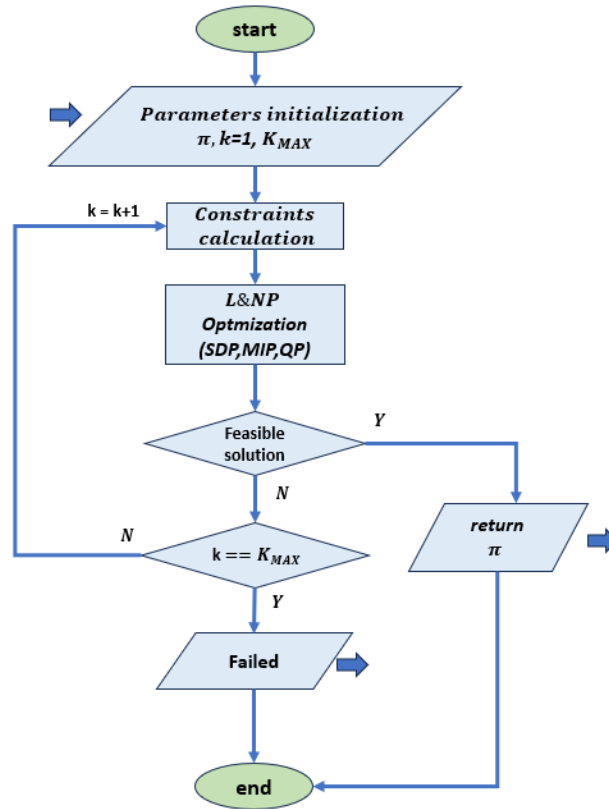 start
Parameters initialization
π, k=1, K_MAX
k = k+1
Constraints
calculation
L&NP
Optmization
(SDP,MIP,QP)
Feasible
solution
Y
N
return
π
N
k == K_MAX
Y
Failed
end